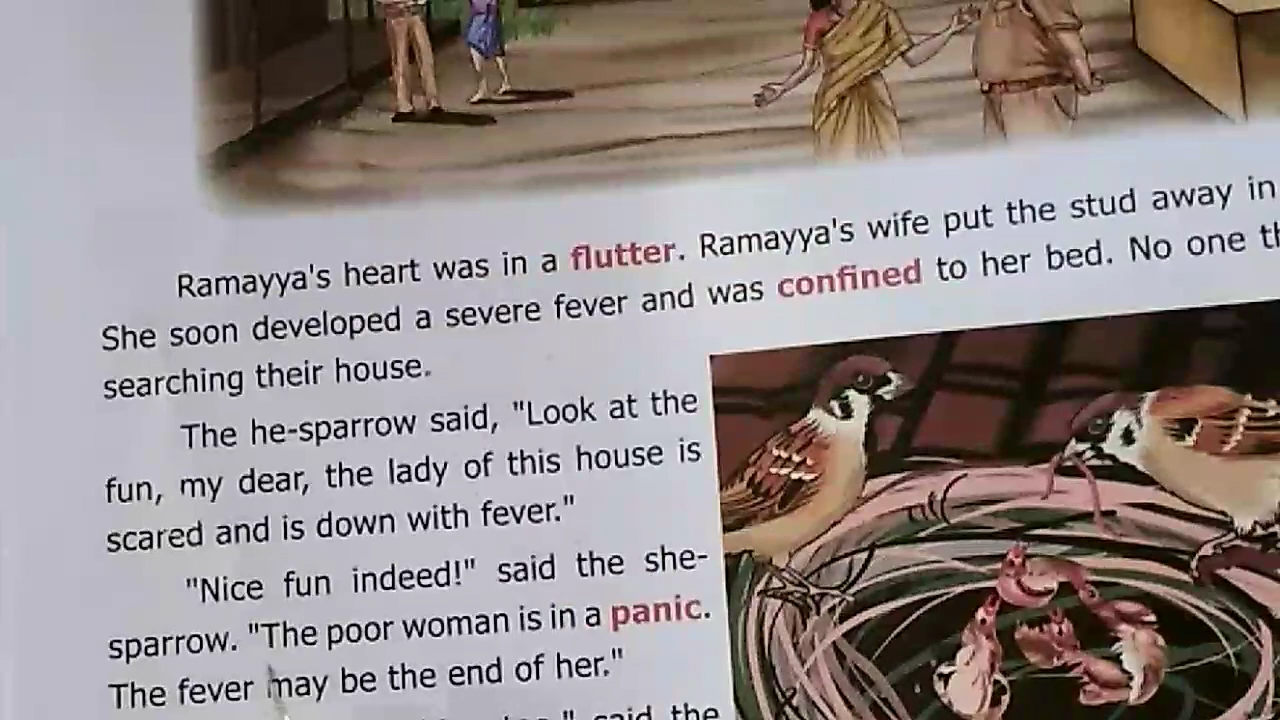 Ramayya's heart was in a flutter. Ramayya's wife put the stud away in
She soon developed a severe fever and was confined to her bed. No one
searching their house.
The he-sparrow said, "Look at the
fun, my dear, the lady of this house is
scared and is down with fever."
"Nice fun indeed!" said the she-
sparrow. "The poor woman is in a panic.
The fever may be the end of her."
said the